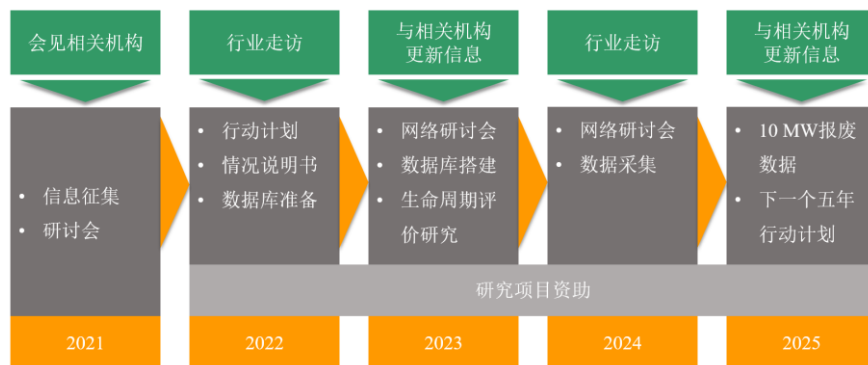 会见相关机构
行业走访
与相关机构
更新信息
行业走访
与相关机构
更新信息
• 信息征集
• 研讨会
• 行动计划
• 情况说明书
• 数据库准备
• 网络研讨会
• 数据库搭建
• 生命周期评
价研究
• 网络研讨会
• 数据采集
• 10 MW报废
数据
• 下一个五年
行动计划
研究项目资助
2021
2022
2023
2024
2025